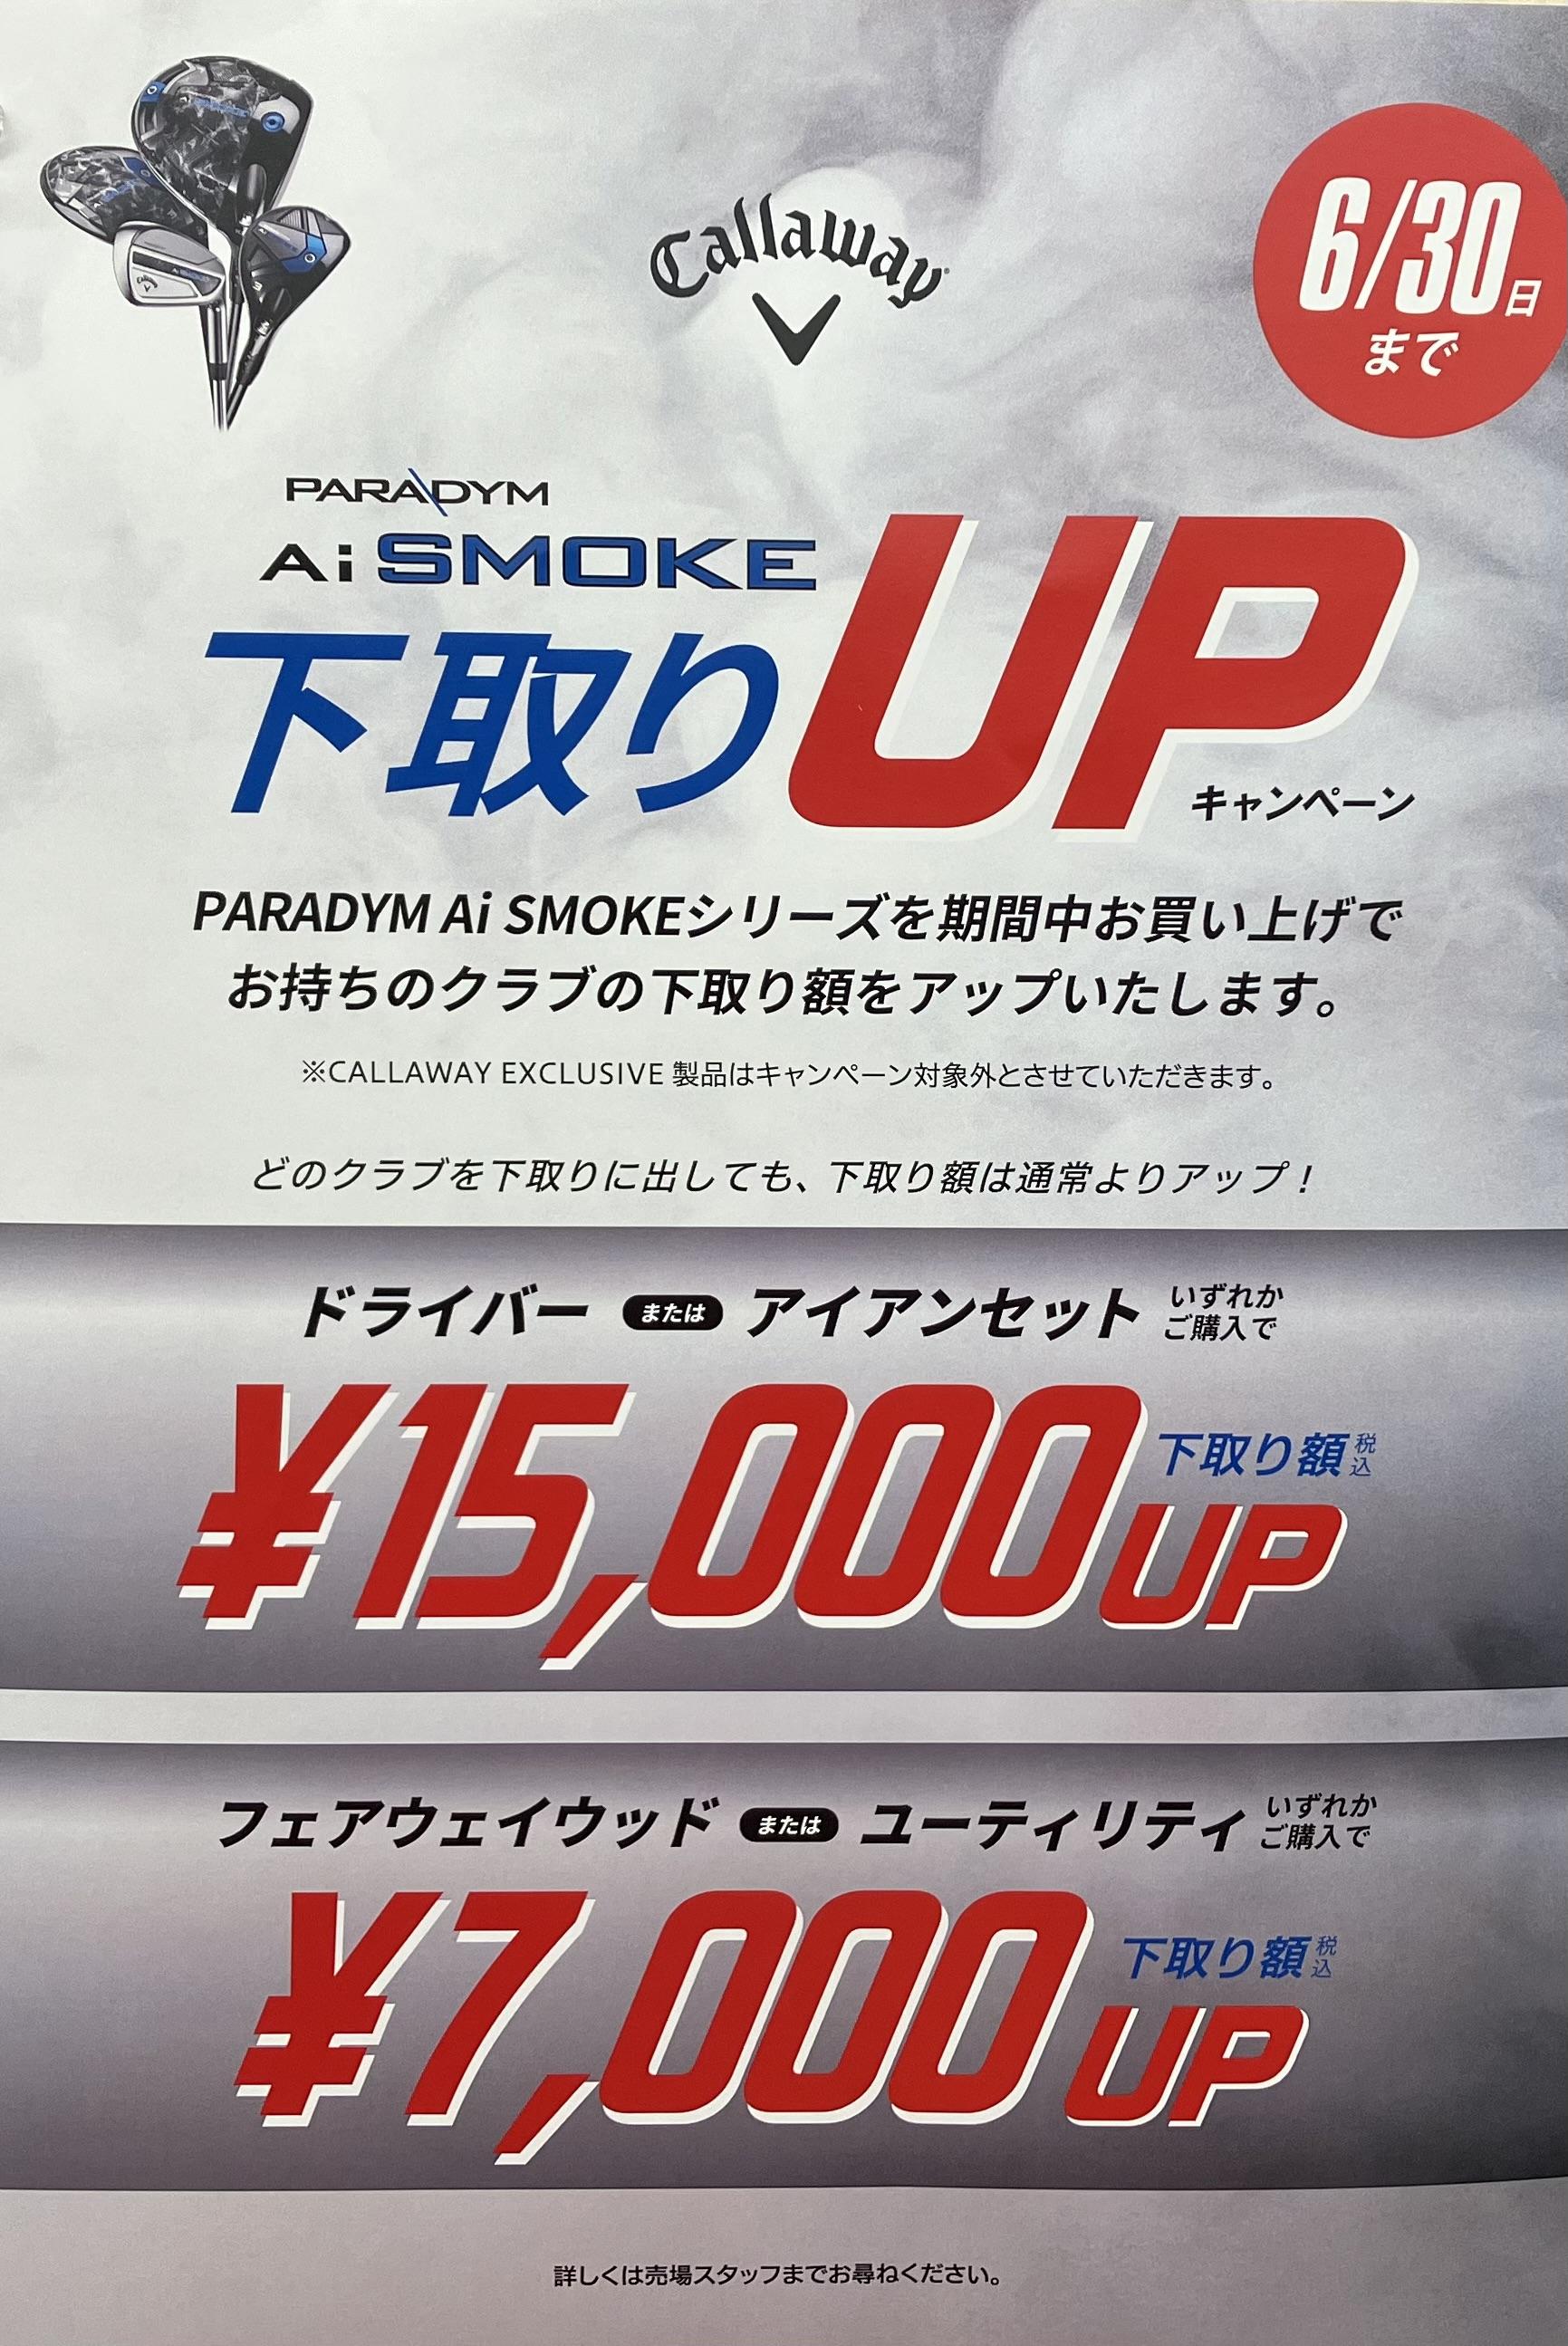 Callaway
6/30日
まで
PARADYM
Ai SMOKE
下取りUP
キャンペーン
PARADYM Ai SMOKEシリーズを期間中お買い上げで
お持ちのクラブの下取り額をアップいたします。
※CALLAWAY EXCLUSIVE 製品はキャンペーン対象外とさせていただきます。
どのクラブを下取りに出しても、下取り額は通常よりアップ！
ドライバー または アイアンセット いずれか
ご購入で
¥15,000
下取り額税込
UP
フェアウェイウッド または ユーティリティ いずれか
ご購入で
¥7,000
下取り額税込
UP
詳しくは売場スタッフまでお尋ねください。